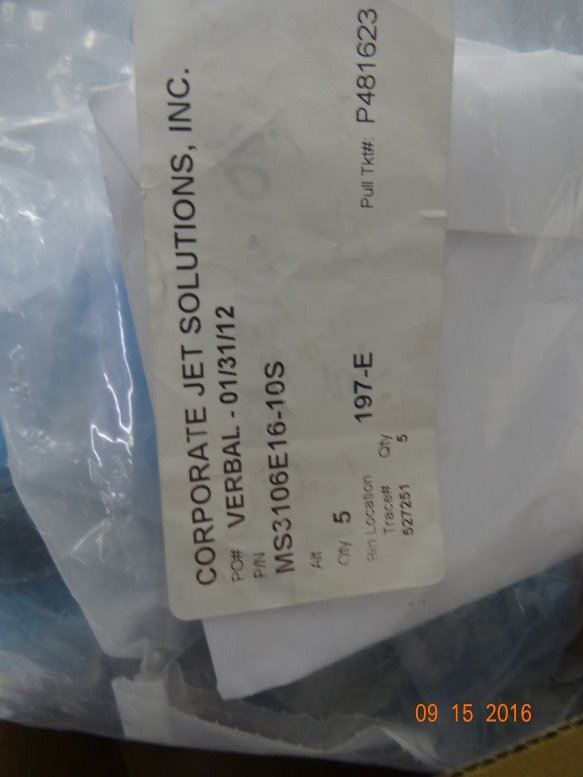 CORPORATE JET SOLUTIONS, INC.
PO# VERBAL - 01/31/12
P/N
MS3106E16-10S
Alt
Qty 5
Bin Location 197-E Pull Tkt#: P481623
Trace# Qty
527251 5
09 15 2016